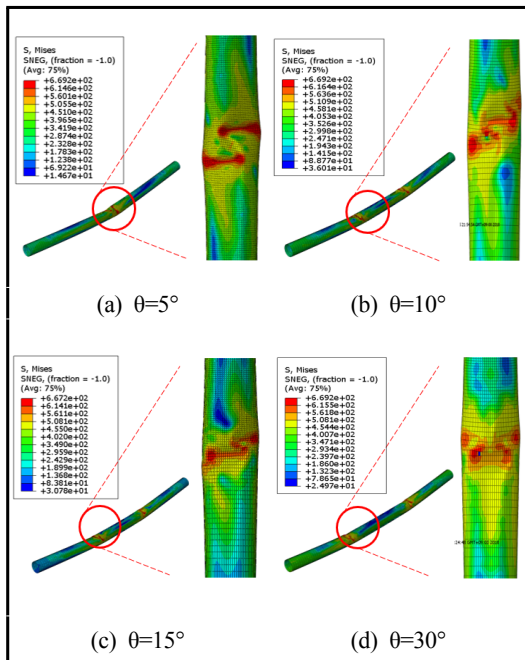 S, Mises
SNEG, (fraction = -1.0)
(Avg: 75%)
+6.692e+02
+6.146e+02
+5.601e+02
+5.055e+02
+4.510e+02
+3.965e+02
+3.419e+02
+2.874e+02
+2.328e+02
+1.783e+02
+1.238e+02
+6.922e+01
+1.467e+01
(a) θ=5°
S, Mises
SNEG, (fraction = -1.0)
(Avg: 75%)
+6.692e+02
+6.164e+02
+5.636e+02
+5.109e+02
+4.581e+02
+4.053e+02
+3.526e+02
+2.998e+02
+2.471e+02
+1.943e+02
+1.415e+02
+8.877e+01
+3.601e+01
(b) θ=10°
S, Mises
SNEG, (fraction = -1.0)
(Avg: 75%)
+6.672e+02
+6.141e+02
+5.611e+02
+5.081e+02
+4.550e+02
+4.020e+02
+3.490e+02
+2.959e+02
+2.429e+02
+1.899e+02
+1.368e+02
+8.381e+01
+3.078e+01
(c) θ=15°
S, Mises
SNEG, (fraction = -1.0)
(Avg: 75%)
+6.692e+02
+6.155e+02
+5.618e+02
+5.081e+02
+4.544e+02
+4.007e+02
+3.471e+02
+2.934e+02
+2.397e+02
+1.860e+02
+1.323e+02
+7.865e+01
+2.497e+01
(d) θ=30°